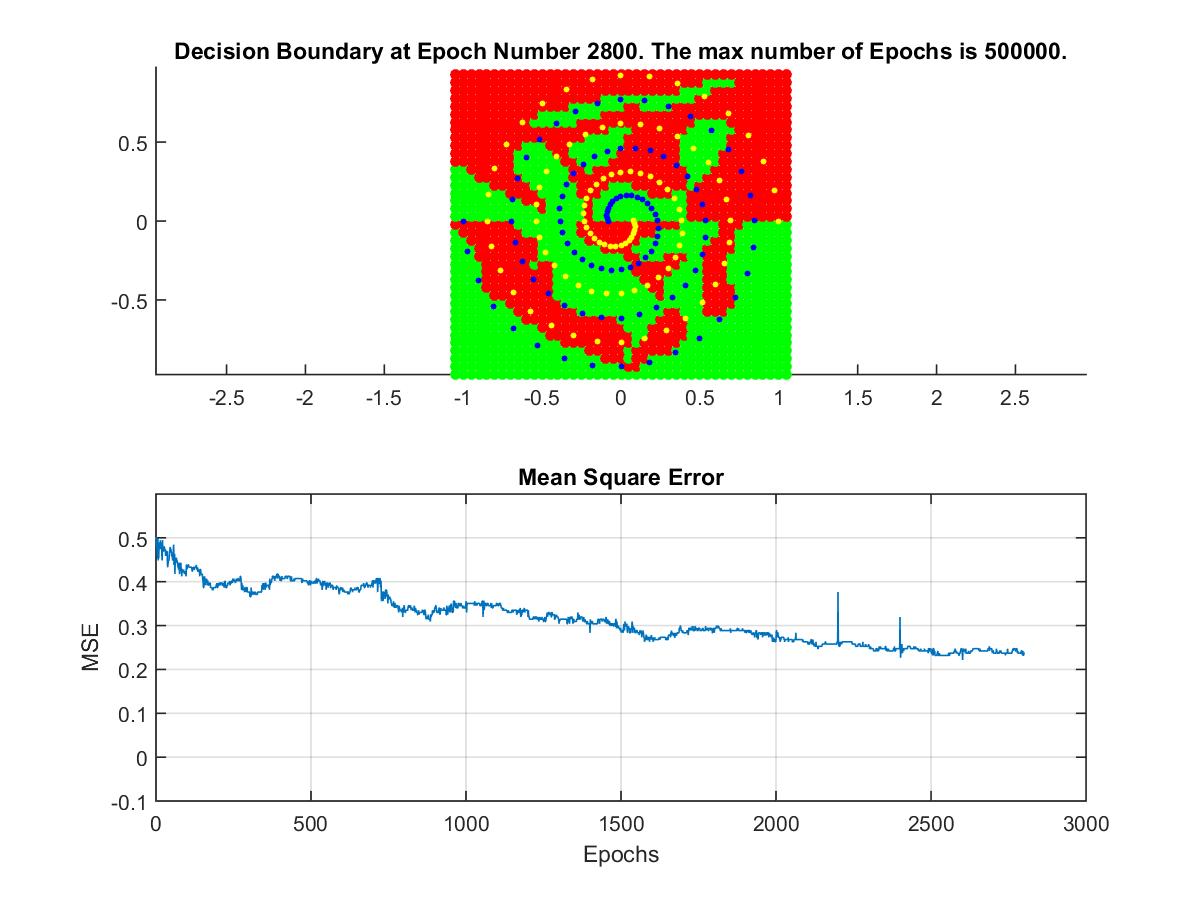 Decision Boundary at Epoch Number 2800. The max number of Epochs is 500000.
0.5
0
-0.5
-2.5 -2 -1.5 -1 -0.5 0 0.5 1 1.5 2 2.5
Mean Square Error
0.5
0.4
0.3
0.2
0.1
0
-0.1
MSE
0 500 1000 1500 2000 2500 3000
Epochs